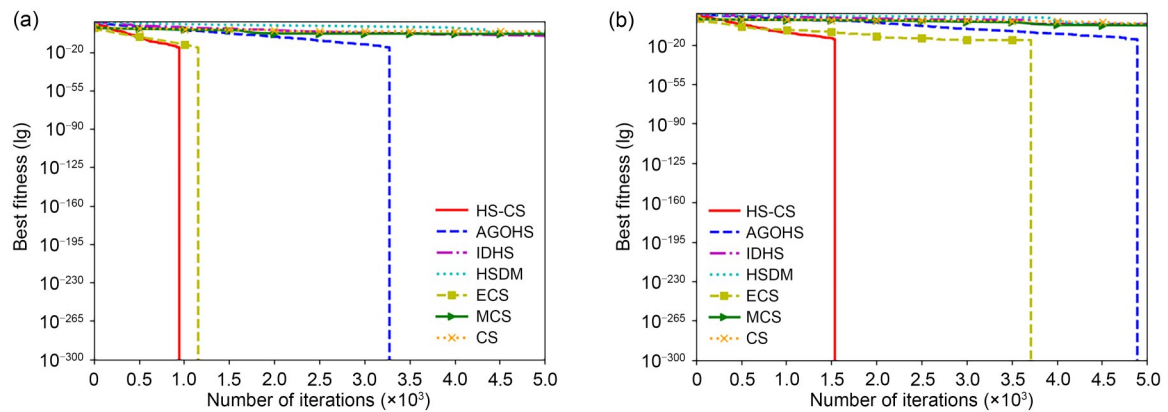 (a)
Best fitness (lg)
10⁻²⁰
10⁻⁵⁵
10⁻⁹⁰
10⁻¹²⁵
10⁻¹⁶⁰
10⁻¹⁹⁵
10⁻²³⁰
10⁻²⁶⁵
10⁻³⁰⁰
HS-CS
AGOHS
IDHS
HSDM
ECS
MCS
CS
0 0.5 1.0 1.5 2.0 2.5 3.0 3.5 4.0 4.5 5.0
Number of iterations (×10³)
(b)
Best fitness (lg)
10⁻²⁰
10⁻⁵⁵
10⁻⁹⁰
10⁻¹²⁵
10⁻¹⁶⁰
10⁻¹⁹⁵
10⁻²³⁰
10⁻²⁶⁵
10⁻³⁰⁰
HS-CS
AGOHS
IDHS
HSDM
ECS
MCS
CS
0 0.5 1.0 1.5 2.0 2.5 3.0 3.5 4.0 4.5 5.0
Number of iterations (×10³)